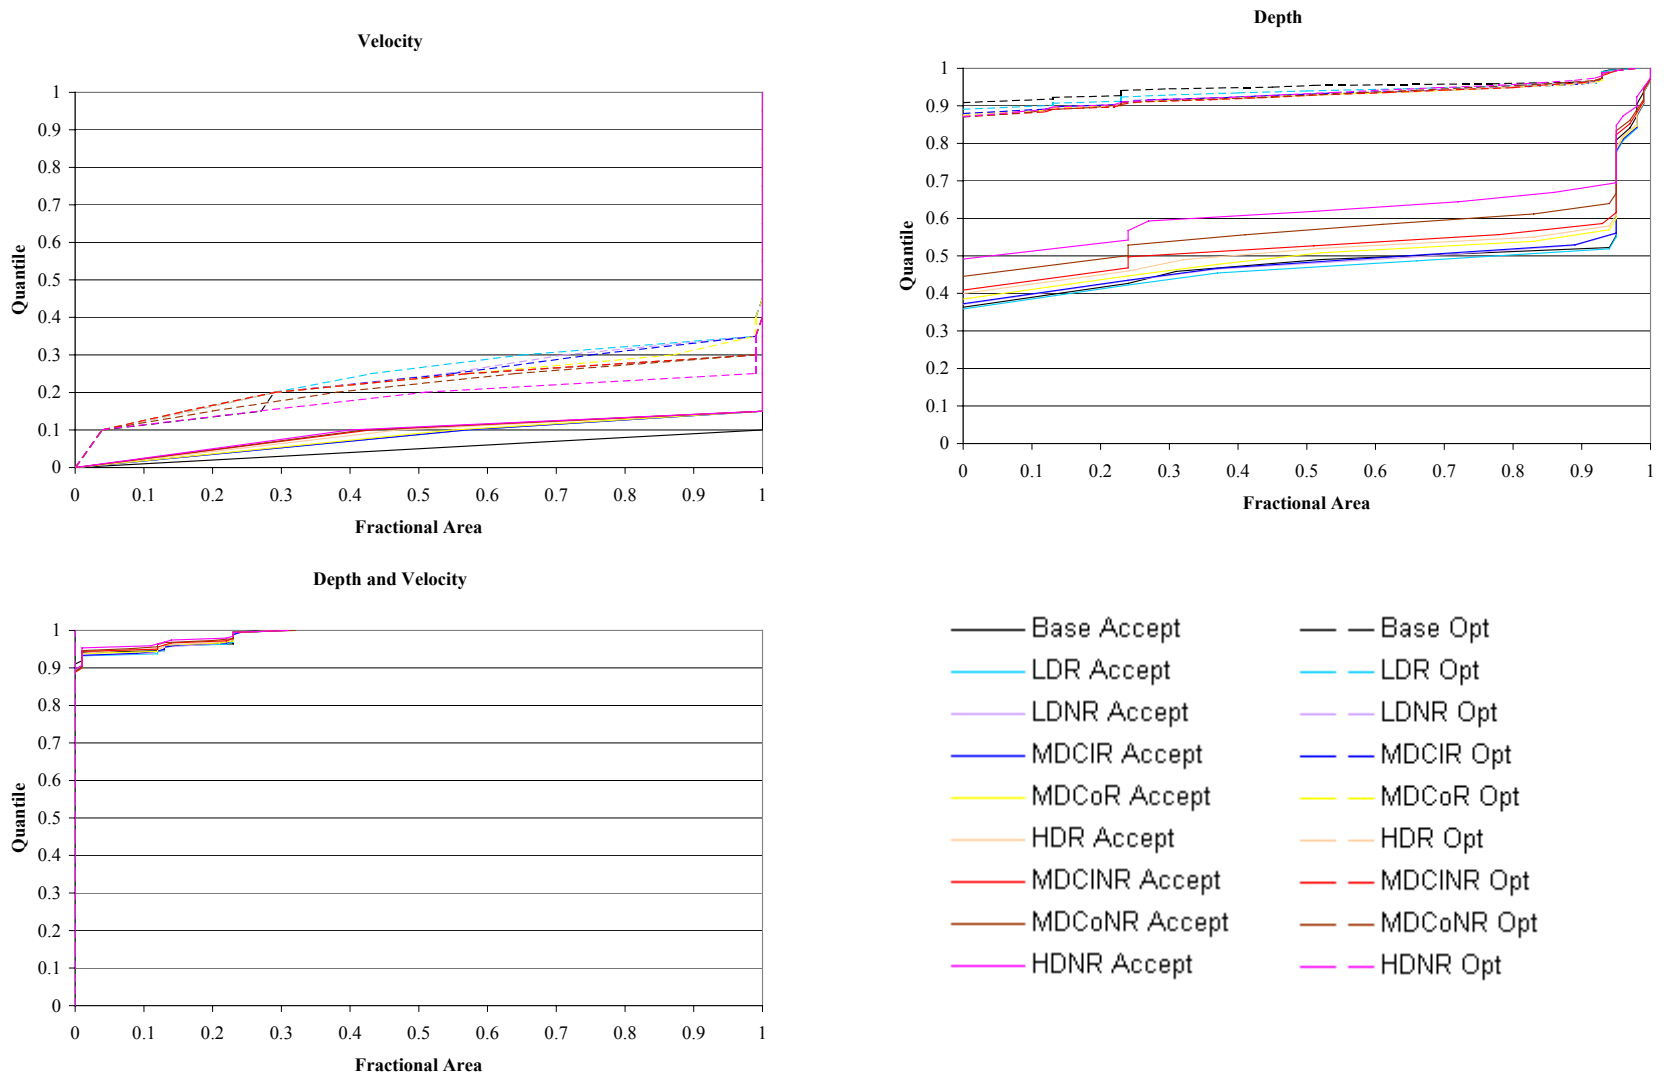 Velocity
Quantile
1
0.9
0.8
0.7
0.6
0.5
0.4
0.3
0.2
0.1
0
0 0.1 0.2 0.3 0.4 0.5 0.6 0.7 0.8 0.9 1
Fractional Area
Depth
Quantile
1
0.9
0.8
0.7
0.6
0.5
0.4
0.3
0.2
0.1
0
0 0.1 0.2 0.3 0.4 0.5 0.6 0.7 0.8 0.9 1
Fractional Area
Depth and Velocity
Quantile
1
0.9
0.8
0.7
0.6
0.5
0.4
0.3
0.2
0.1
0
0 0.1 0.2 0.3 0.4 0.5 0.6 0.7 0.8 0.9 1
Fractional Area
Base Accept Base Opt
LDR Accept LDR Opt
LDNR Accept LDNR Opt
MDCIR Accept MDCIR Opt
MDCoR Accept MDCoR Opt
HDR Accept HDR Opt
MDCINR Accept MDCINR Opt
MDCoNR Accept MDCoNR Opt
HDNR Accept HDNR Opt